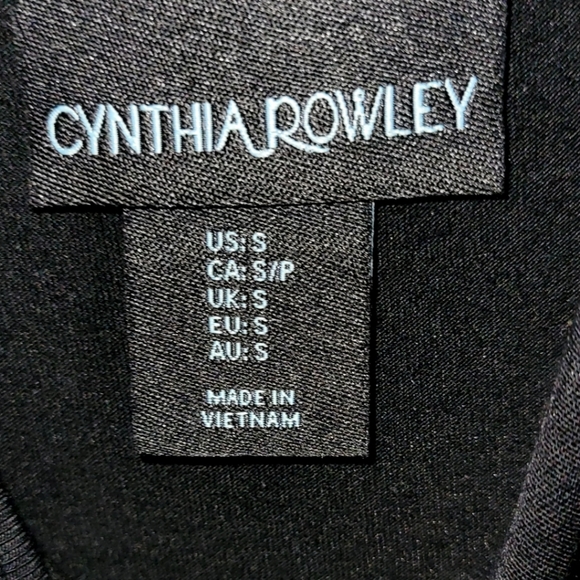 CYNTHIA ROWLEY
US: S
CA: S/P
UK: S
EU: S
AU: S
MADE IN
VIETNAM